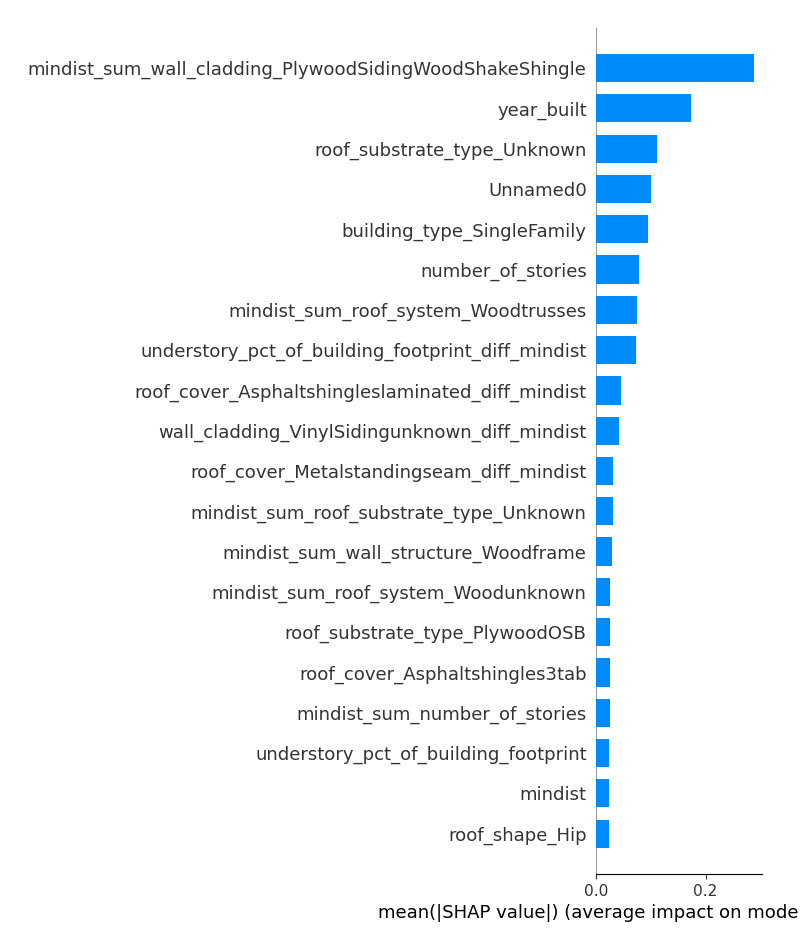 mindist_sum_wall_cladding_PlywoodSidingWoodShakeShingle
year_built
roof_substrate_type_Unknown
Unnamed0
building_type_SingleFamily
number_of_stories
mindist_sum_roof_system_Woodtrusses
understory_pct_of_building_footprint_diff_mindist
roof_cover_Asphaltshingleslaminated_diff_mindist
wall_cladding_VinylSidingunknown_diff_mindist
roof_cover_Metalstandingseam_diff_mindist
mindist_sum_roof_substrate_type_Unknown
mindist_sum_wall_structure_Woodframe
mindist_sum_roof_system_Woodunknown
roof_substrate_type_PlywoodOSB
roof_cover_Asphaltshingles3tab
mindist_sum_number_of_stories
understory_pct_of_building_footprint
mindist
roof_shape_Hip
0.0 0.2
mean(|SHAP value|) (average impact on mode